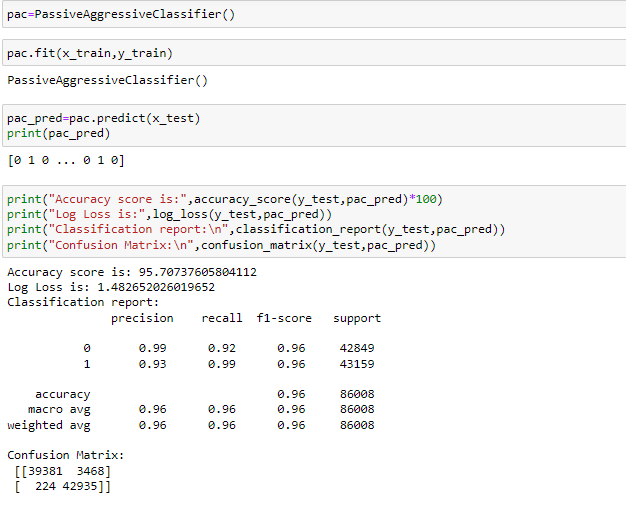 pac=PassiveAggressiveClassifier()
pac.fit(x_train,y_train)
PassiveAggressiveClassifier()
pac_pred=pac.predict(x_test)
print(pac_pred)
[0 1 0 ... 0 1 0]
print("Accuracy score is:",accuracy_score(y_test,pac_pred)*100)
print("Log Loss is:",log_loss(y_test,pac_pred))
print("Classification report:\n",classification_report(y_test,pac_pred))
print("Confusion Matrix:\n",confusion_matrix(y_test,pac_pred))
Accuracy score is: 95.70737605804112
Log Loss is: 1.482652026019652
Classification report:
precision recall f1-score support
0 0.99 0.92 0.96 42849
1 0.93 0.99 0.96 43159
accuracy 0.96 86008
macro avg 0.96 0.96 0.96 86008
weighted avg 0.96 0.96 0.96 86008
Confusion Matrix:
[[39381 3468]
[ 224 42935]]